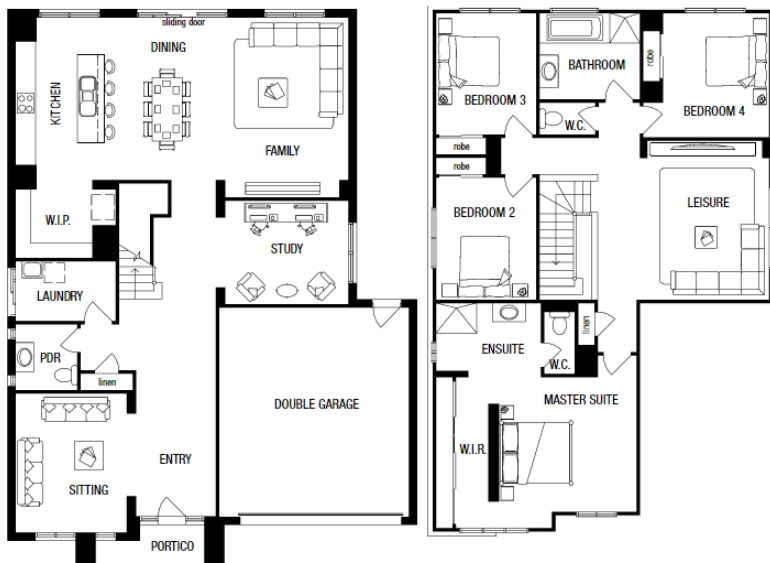 sliding door
DINING
KITCHEN
FAMILY
W.I.P.
STUDY
LAUNDRY
PDR
linen
DOUBLE GARAGE
SITTING
ENTRY
PORTICO
BATHROOM
robe
BEDROOM 3
BEDROOM 4
W.C.
robe
robe
BEDROOM 2
LEISURE
linen
ENSUITE
W.C.
MASTER SUITE
W.I.R.